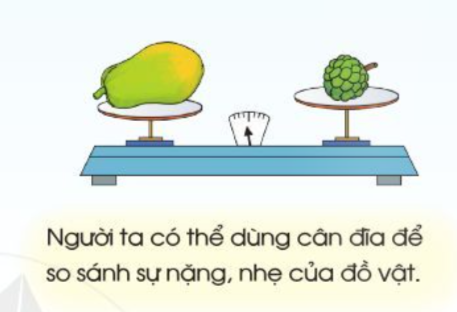 Người ta có thể dùng cân đĩa để
so sánh sự nặng, nhẹ của đồ vật.